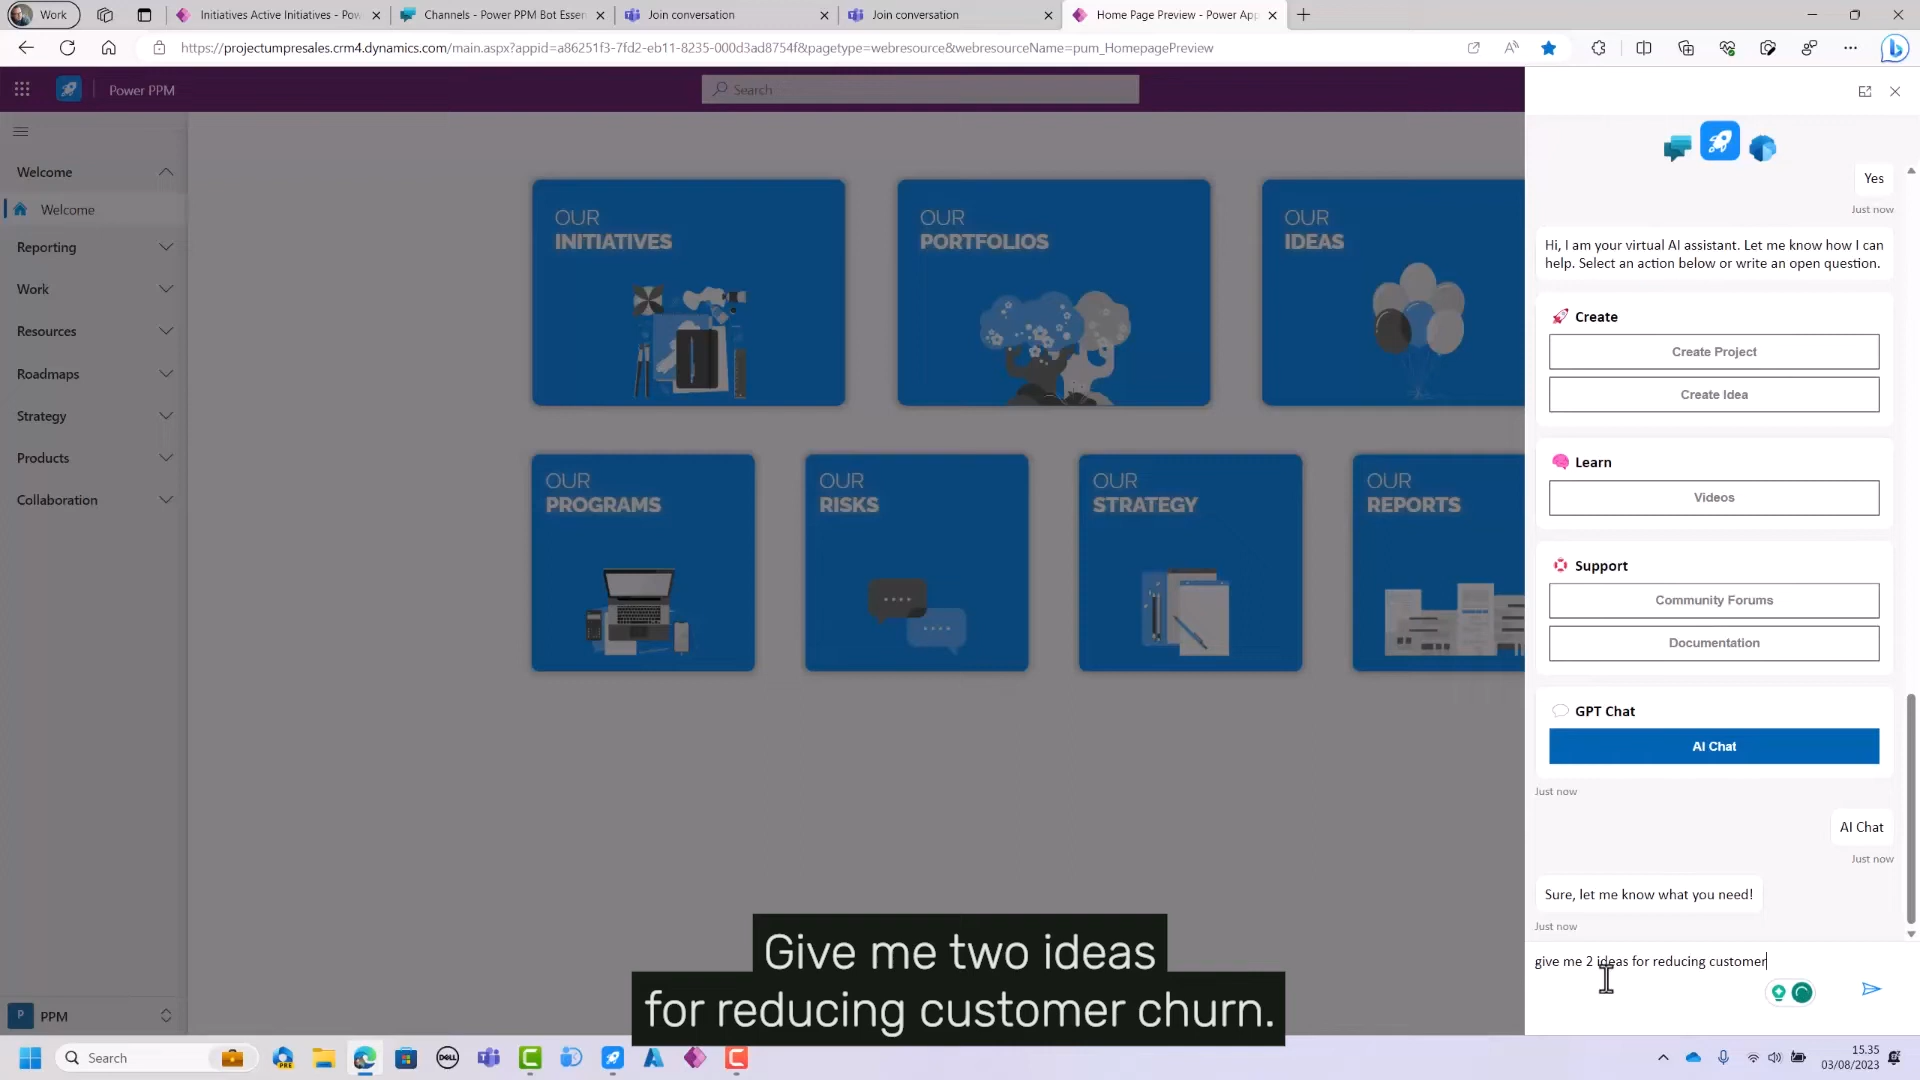 Work
Initiatives Active Initiatives - Pow
Channels - Power PPM Bot Essen
Join conversation
Join conversation
Home Page Preview - Power App
https://projectumpresales.crm4.dynamics.com/main.aspx?appid=a86251f3-7fd2-eb11-8235-000d3ad8754f&pagetype=webresource&webresourceName=pum_HomepagePreview
Power PPM
Search
Welcome
Welcome
Reporting
Work
Resources
Roadmaps
Strategy
Products
Collaboration
P PPM
OUR
INITIATIVES
OUR
PORTFOLIOS
OUR
IDEAS
OUR
PROGRAMS
OUR
RISKS
OUR
STRATEGY
OUR
REPORTS
Yes
Just now
Hi, I am your virtual AI assistant. Let me know how I can
help. Select an action below or write an open question.
Create
Create Project
Create Idea
Learn
Videos
Support
Community Forums
Documentation
GPT Chat
AI Chat
Just now
AI Chat
Just now
Sure, let me know what you need!
Just now
give me 2 ideas for reducing customer
Give me two ideas
for reducing customer churn.
Search
PRE
DELL
15.35
03/08/2023